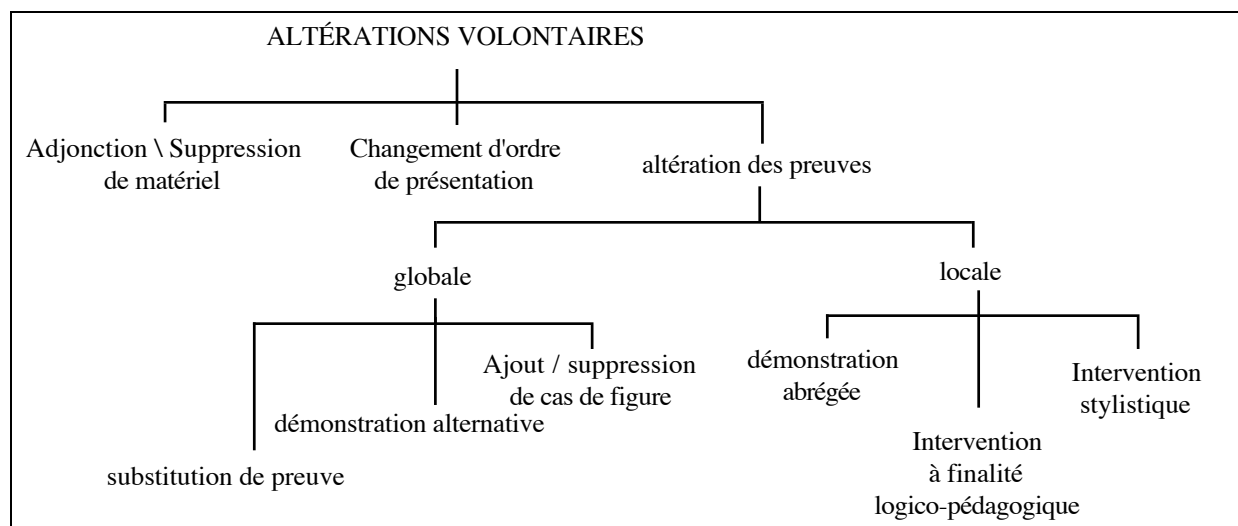 ALTÉRATIONS VOLONTAIRES
Adjonction \ Suppression
de matériel
Changement d'ordre
de présentation
altération des preuves
globale
locale
substitution de preuve
démonstration alternative
Ajout / suppression
de cas de figure
démonstration
abrégée
Intervention
à finalité
logico-pédagogique
Intervention
stylistique